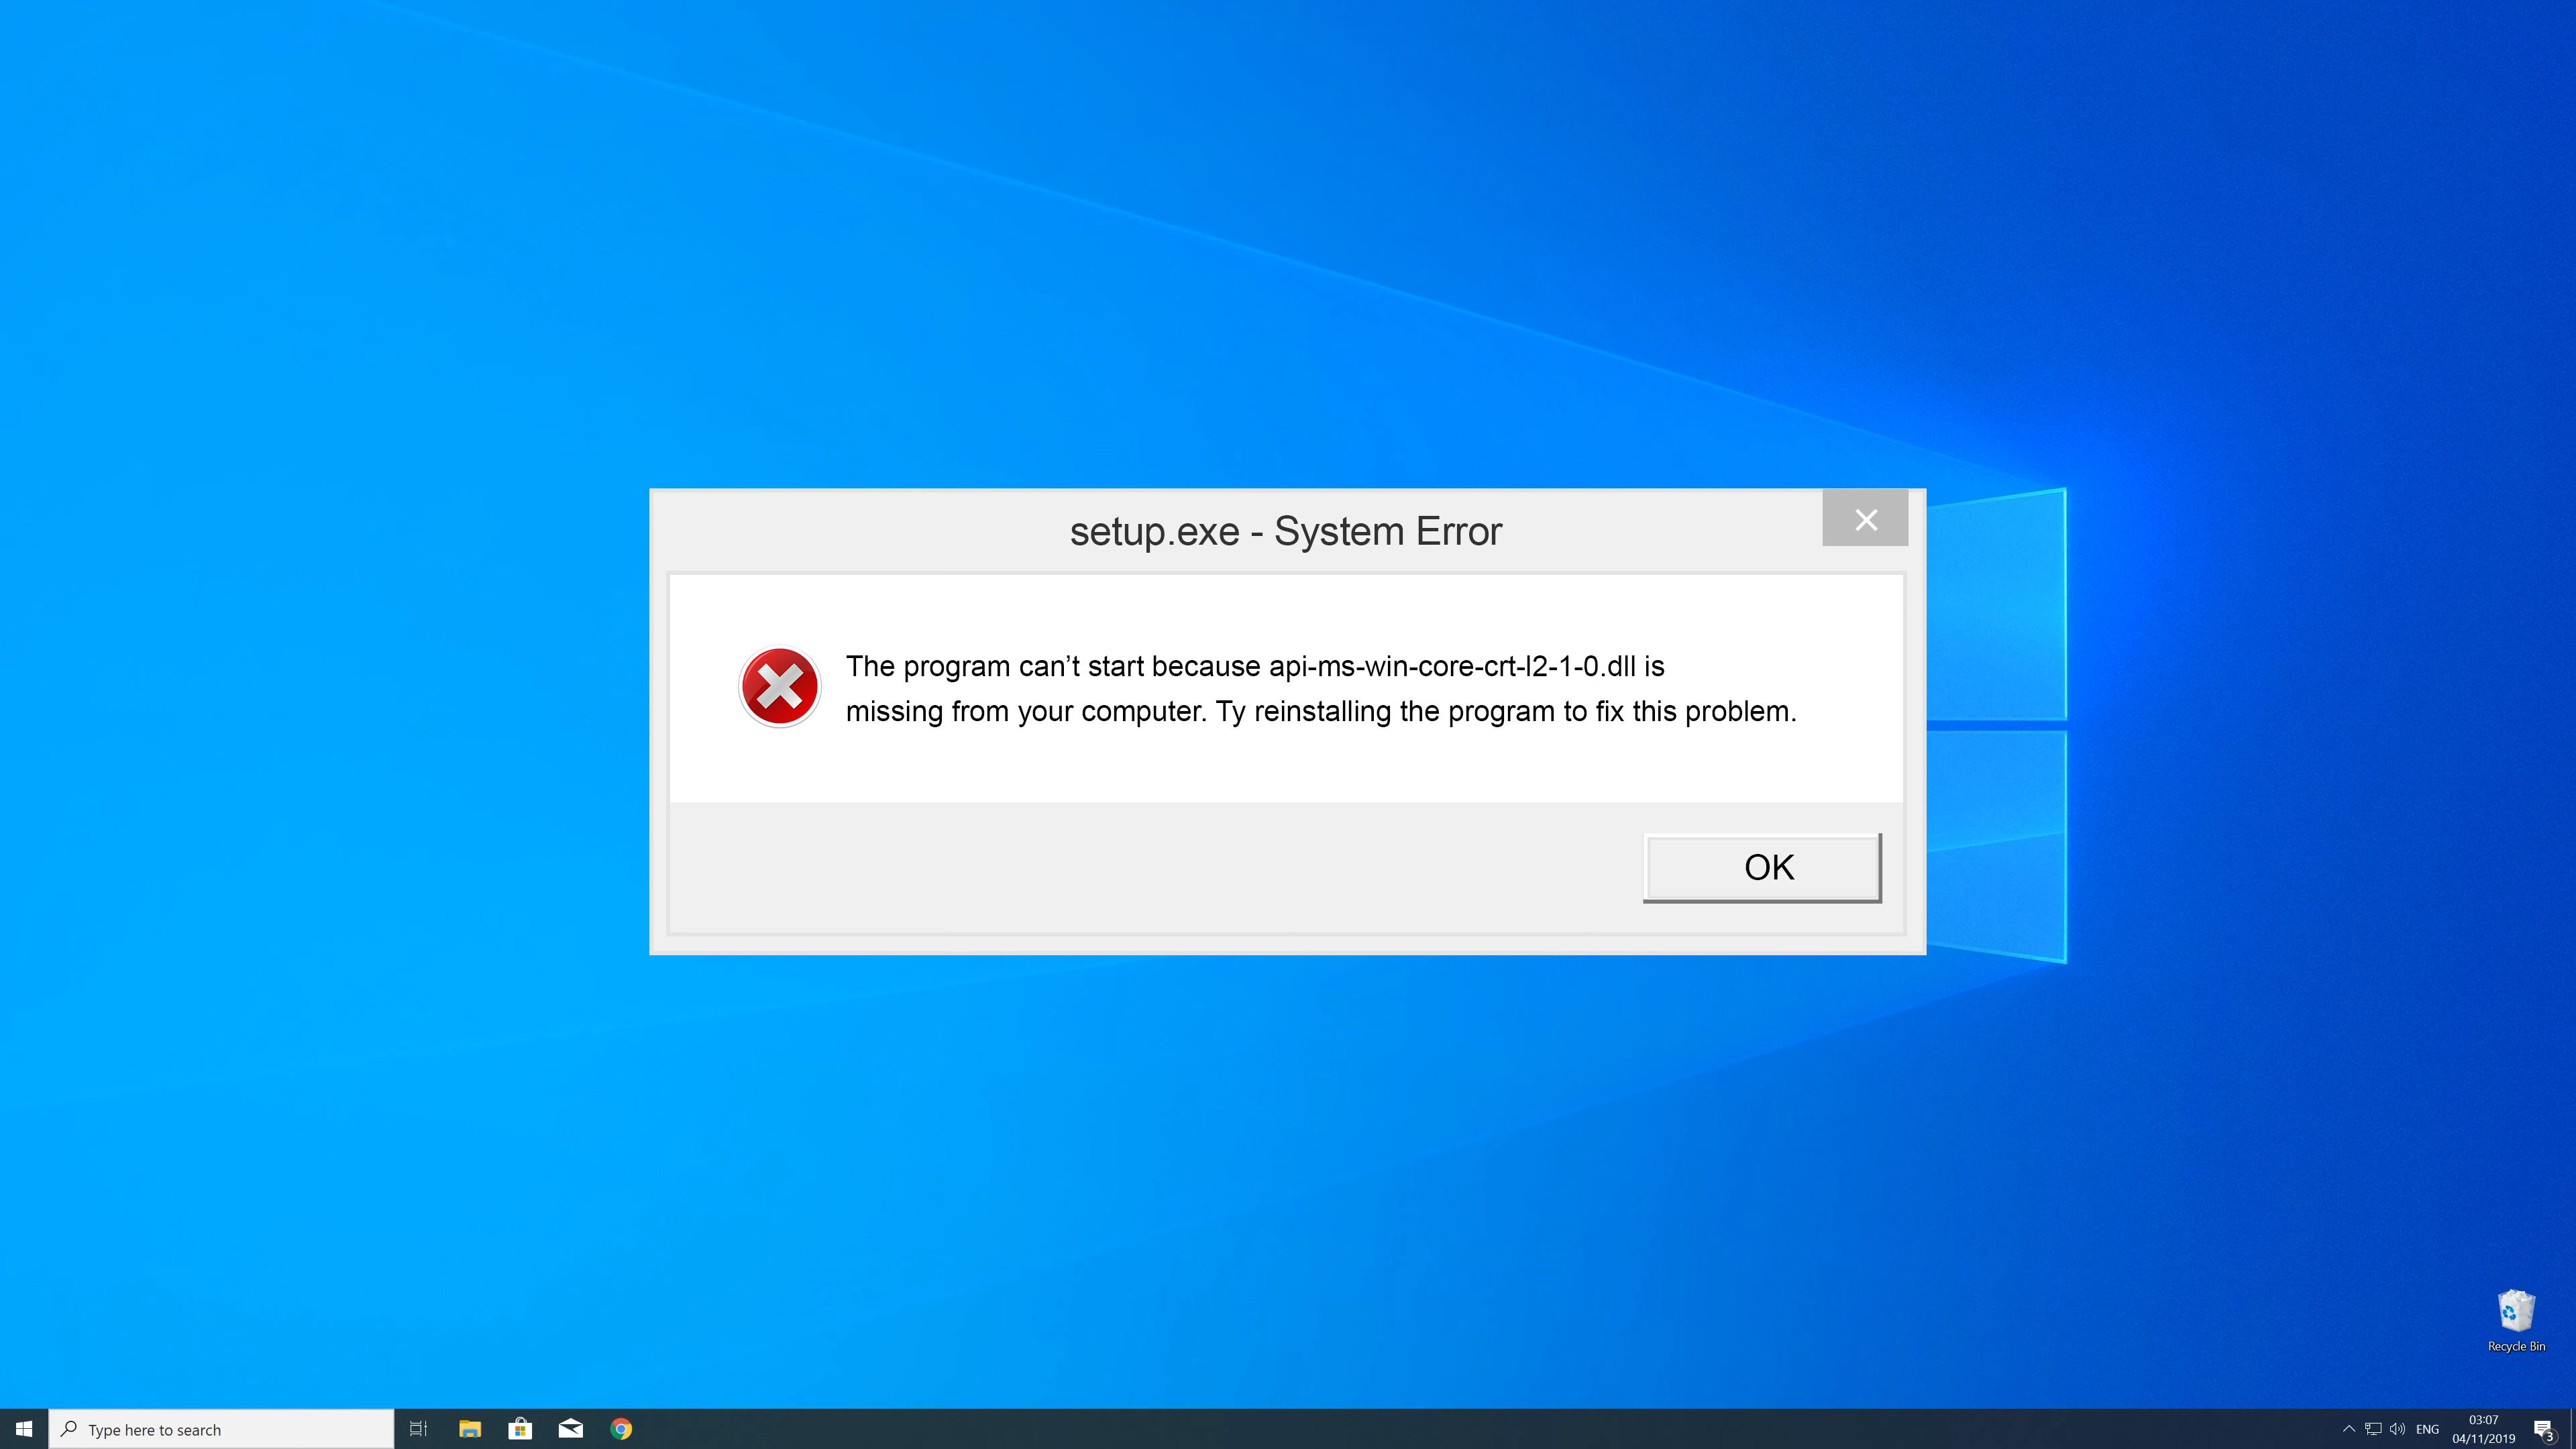 setup.exe - System Error
The program can’t start because api-ms-win-core-crt-l2-1-0.dll is
missing from your computer. Ty reinstalling the program to fix this problem.
OK
Recycle Bin
Type here to search
ENG
03:07
04/11/2019
3